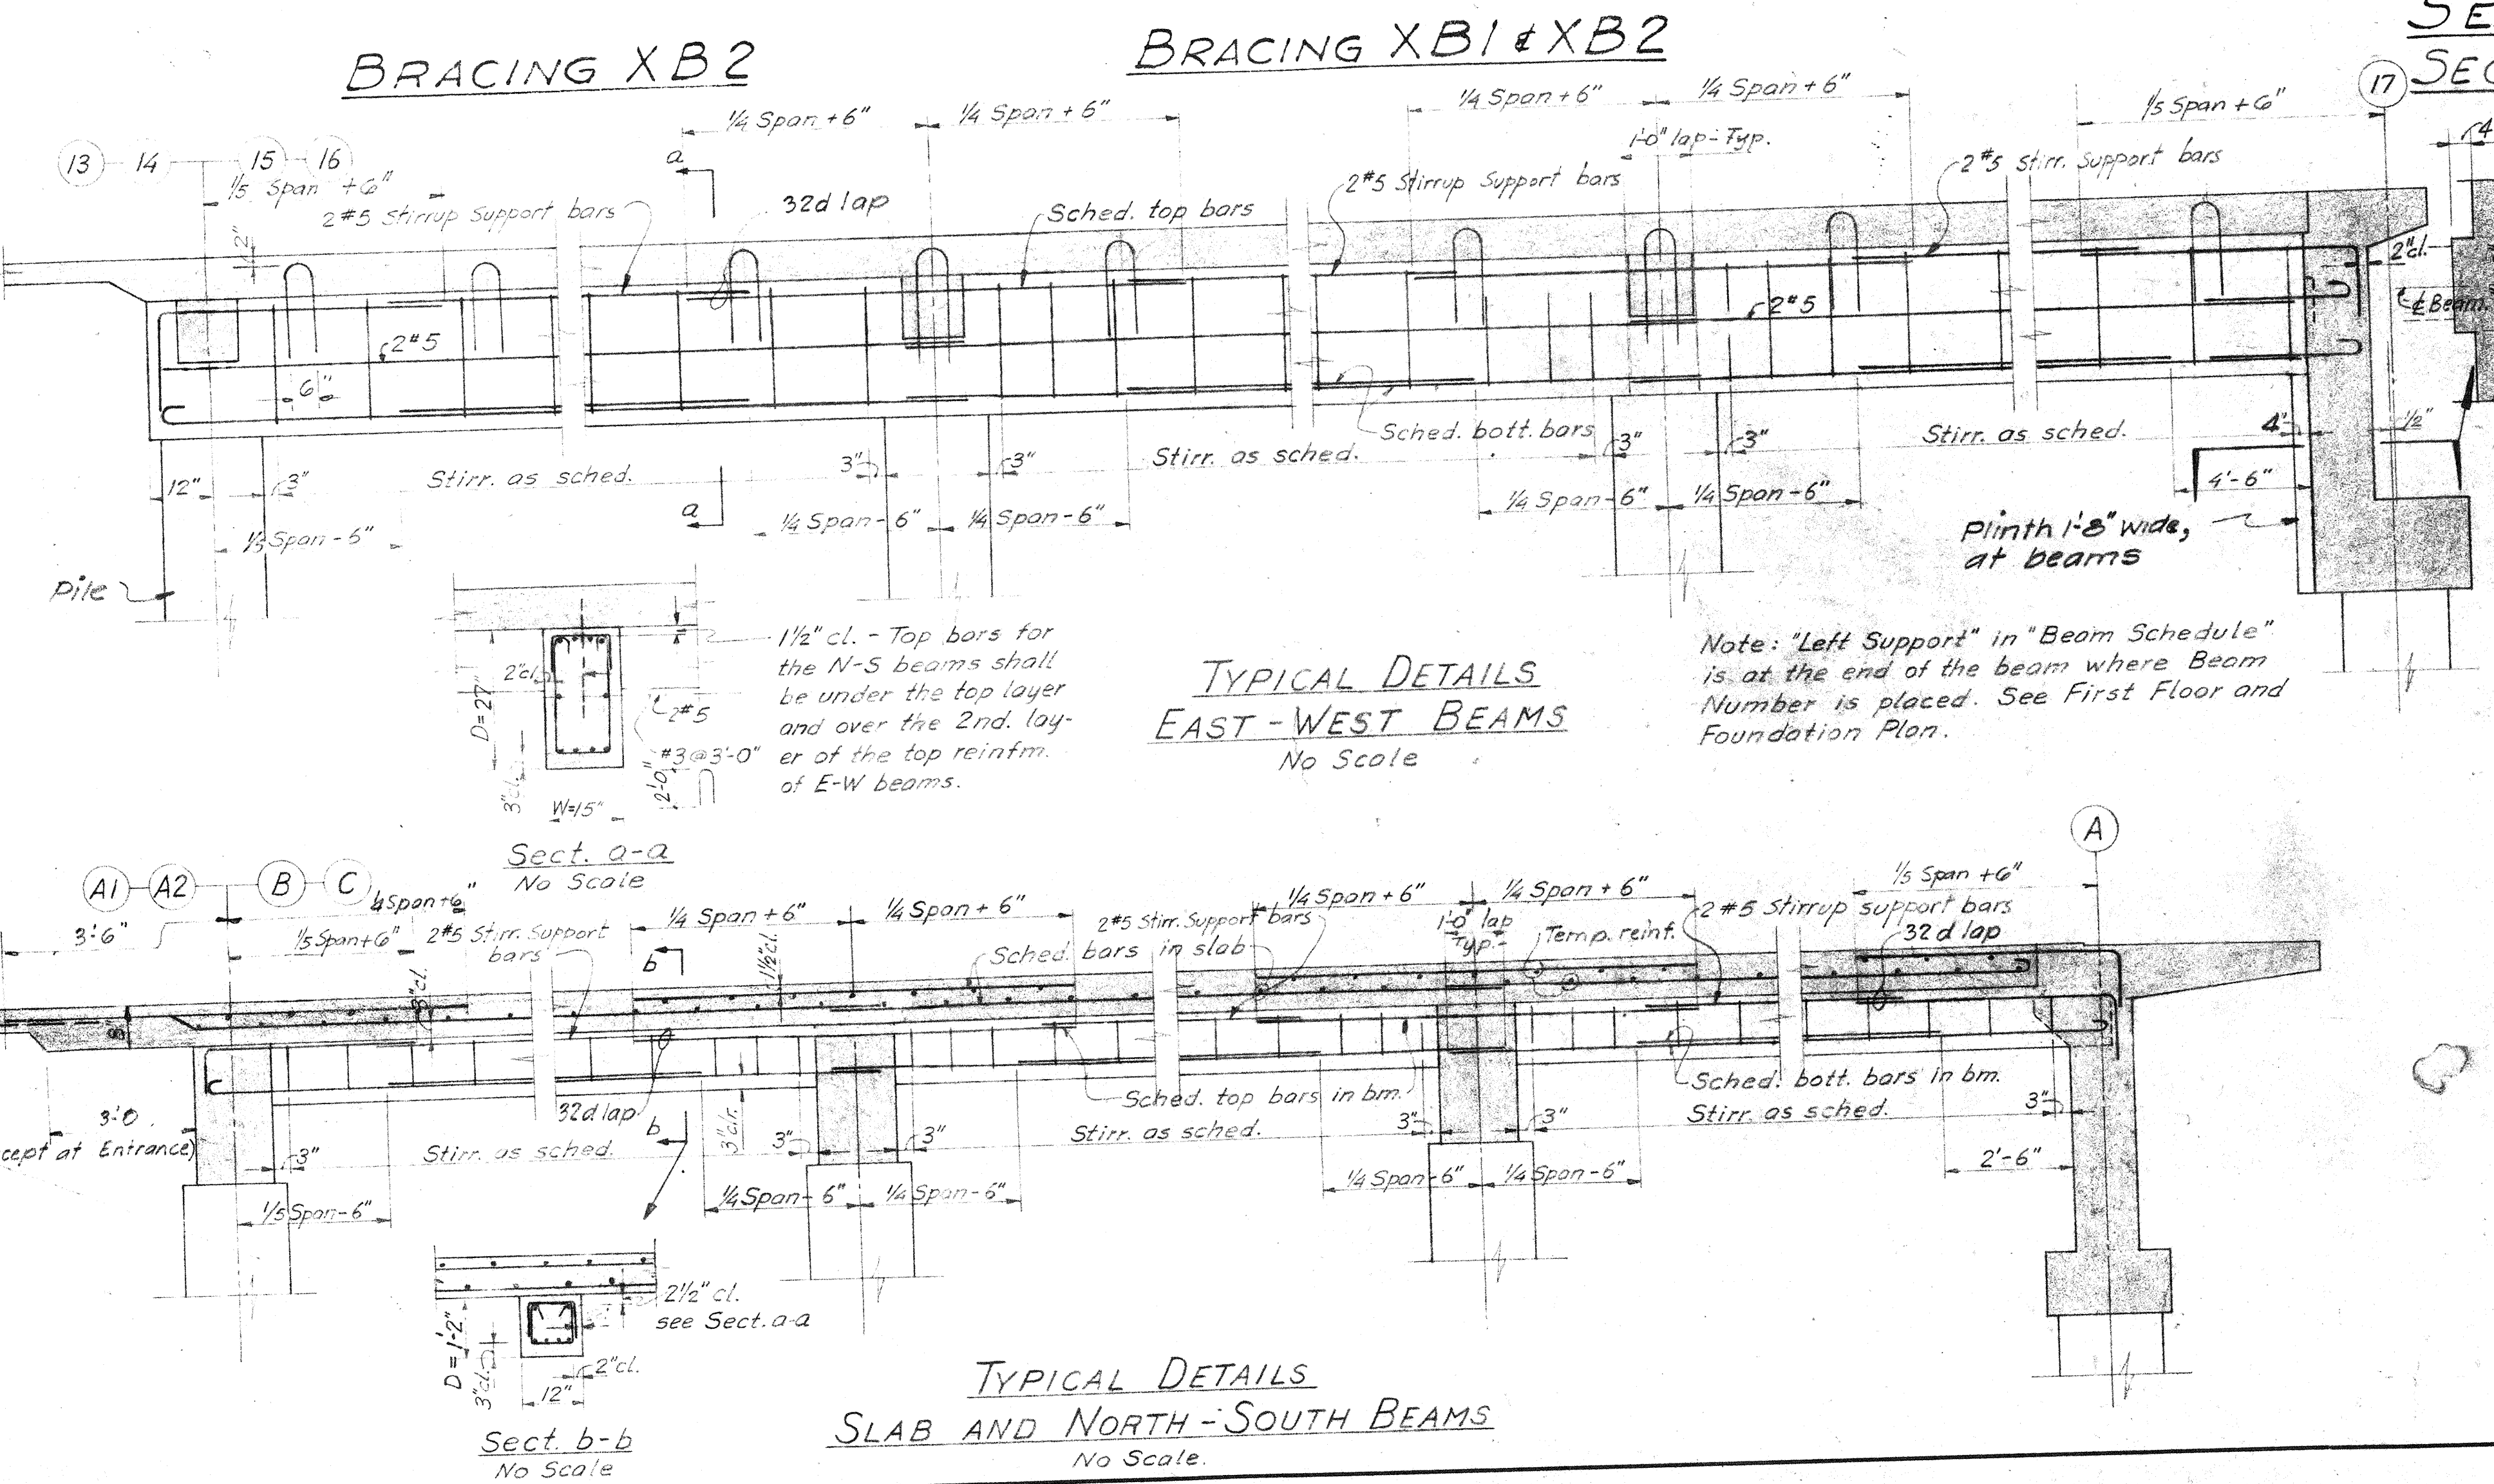 BRACING XB2
BRACING XB1 & XB2
SE
SEC
17
¼ Span + 6"
¼ Span + 6"
¼ Span + 6"
¼ Span + 6"
⅕ Span + 6"
1'-0" lap - Typ.
13
14
15
16
⅕ Span + 6"
2 #5 Stirrup Support bars
a
32d lap
Sched. top bars
2 #5 Stirrup Support bars
2 #5 Stirr. Support bars
4
2"
2" cl.
℄ Beam
2 #5
2 #5
6"
Sched. bott. bars
12"
3"
Stirr. as sched.
3"
3"
Stirr. as sched.
3"
3"
Stirr. as sched.
4"
½"
4'-6"
⅕ Span - 6"
a
¼ Span - 6"
¼ Span - 6"
¼ Span - 6"
¼ Span - 6"
Plinth 1'-8" wide,
at beams
Pile
1½" cl. - Top bars for
the N-S beams shall
be under the top layer
and over the 2nd. lay-
er of the top reinfm.
of E-W beams.
2" cl.
D=27"
2 #5
#3@3'-0"
2'-0"
3" cl.
W=15"
Sect. a-a
No Scale
TYPICAL DETAILS
EAST - WEST BEAMS
No Scale
Note: "Left Support" in "Beam Schedule"
is at the end of the beam where Beam
Number is placed. See First Floor and
Foundation Plan.
A1
A2
B
C
A
3'-6"
¼ Span + 6"
⅕ Span + 6"
2 #5 Stirr. Support
bars
¼ Span + 6"
¼ Span + 6"
¼ Span + 6"
¼ Span + 6"
⅕ Span + 6"
2 #5 Stirr. Support bars
1'-0" lap
Typ.
2 #5 Stirrup support bars
b
1½" cl.
Sched. bars in slab
Temp. reinf.
32 d lap
3" cl.
8"
Sched. top bars in bm.
Sched. bott. bars in bm.
3'-0
cept at Entrance)
3"
Stirr. as sched.
32d lap
b
3" clr.
3"
3"
Stirr. as sched.
3"
3"
Stirr. as sched.
3"
2'-6"
⅕ Span - 6"
¼ Span - 6"
¼ Span - 6"
¼ Span - 6"
¼ Span - 6"
2½" cl.
see Sect. a-a
D = 1'-2"
3" cl.
2" cl.
12"
Sect. b-b
No Scale
TYPICAL DETAILS
SLAB AND NORTH - SOUTH BEAMS
No Scale.